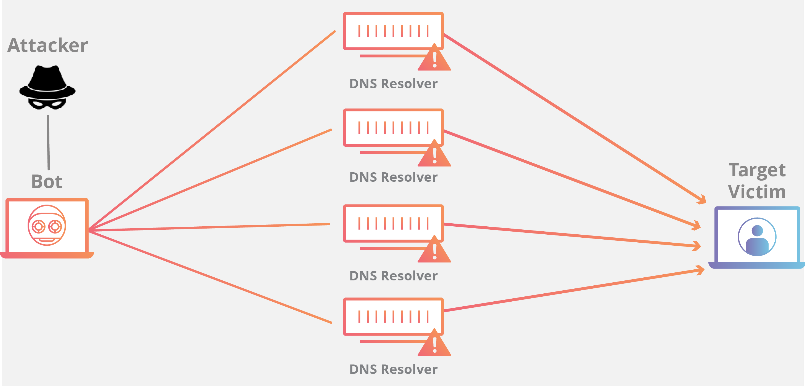 Attacker
Bot
DNS Resolver
DNS Resolver
DNS Resolver
DNS Resolver
Target
Victim